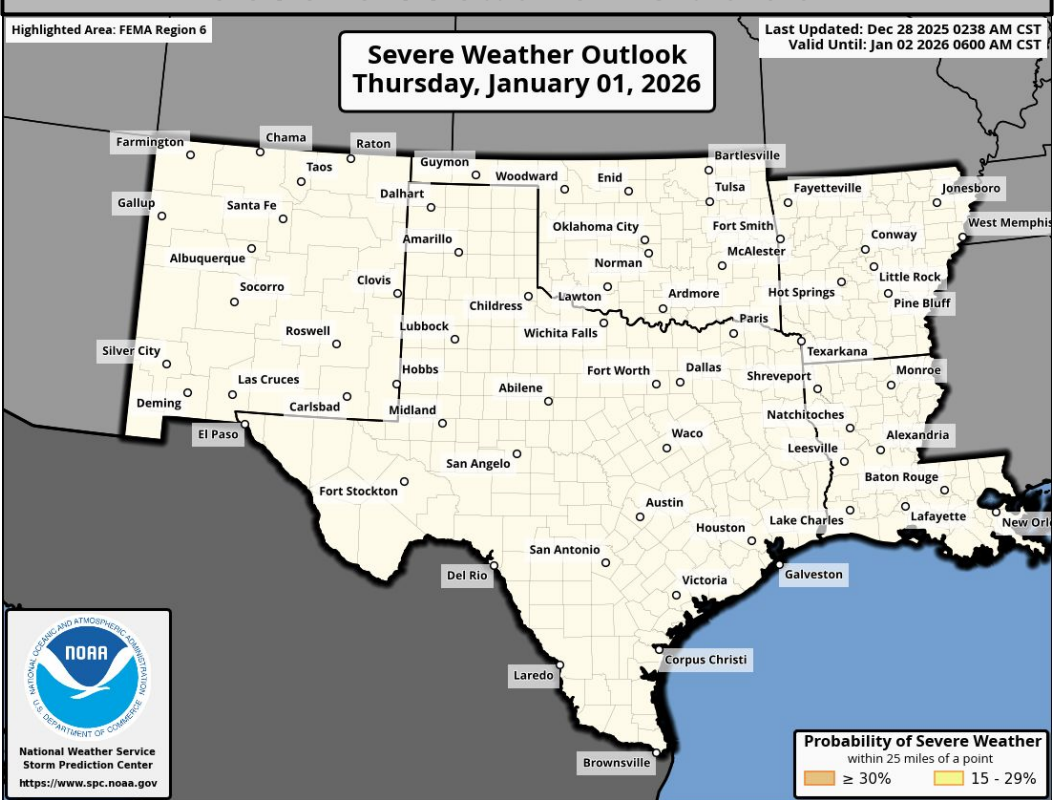 Highlighted Area: FEMA Region 6
Last Updated: Dec 28 2025 0238 AM CST
Valid Until: Jan 02 2026 0600 AM CST
Severe Weather Outlook
Thursday, January 01, 2026
Farmington
Chama
Raton
Taos
Guymon
Woodward
Enid
Bartlesville
Tulsa
Fayetteville
Jonesboro
Gallup
Santa Fe
Dalhart
Oklahoma City
Fort Smith
West Memphis
Albuquerque
Amarillo
Norman
McAlester
Conway
Socorro
Clovis
Childress
Lawton
Ardmore
Hot Springs
Little Rock
Pine Bluff
Roswell
Lubbock
Wichita Falls
Paris
Texarkana
Silver City
Las Cruces
Hobbs
Abilene
Fort Worth
Dallas
Shreveport
Monroe
Deming
Carlsbad
Midland
Natchitoches
El Paso
San Angelo
Waco
Leesville
Alexandria
Fort Stockton
Austin
Houston
Lake Charles
Baton Rouge
Lafayette
San Antonio
Del Rio
Victoria
Galveston
Laredo
Corpus Christi
Brownsville
NATIONAL OCEANIC AND ATMOSPHERIC ADMINISTRATION
NOAA
U.S. DEPARTMENT OF COMMERCE
National Weather Service
Storm Prediction Center
https://www.spc.noaa.gov
Probability of Severe Weather
within 25 miles of a point
≥ 30%
15 - 29%